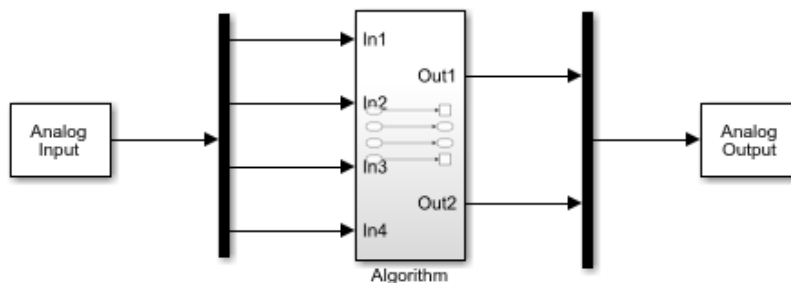 Analog
Input
In1
In2
In3
In4
Out1
Out2
Algorithm
Analog
Output